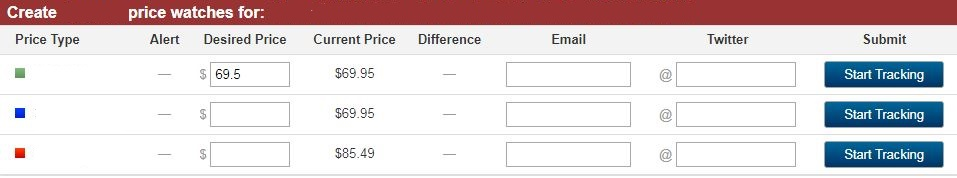 Create price watches for:
Price Type Alert Desired Price Current Price Difference Email Twitter Submit
— $ 69.5 $69.95 — @ Start Tracking
— $ $69.95 — @ Start Tracking
— $ $85.49 — @ Start Tracking